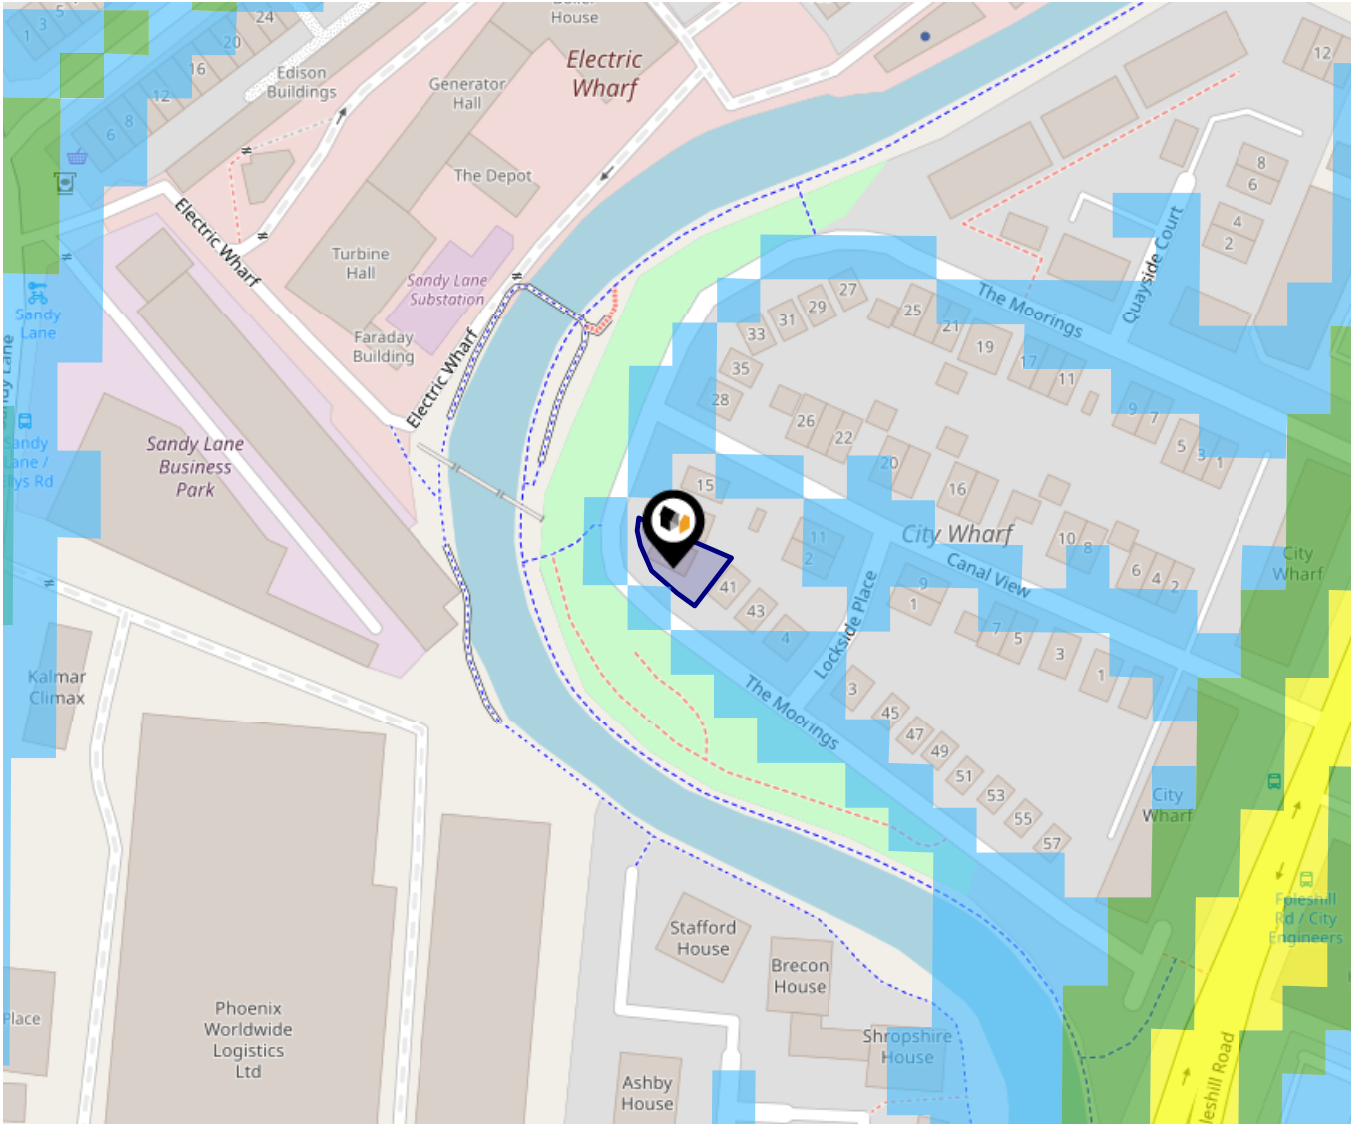 House
Electric
Wharf
Edison
Buildings
Generator
Hall
The Depot
Turbine
Hall
Sandy Lane
Substation
Faraday
Building
Electric Wharf
Electric Wharf
Sandy Lane
Business
Park
Sandy
Lane
Sandy
Lane /
Kalmar
Climax
Place
Phoenix
Worldwide
Logistics
Ltd
1
3
5
24
20
16
12
8
6
12
8
6
4
2
Quayside Court
The Moorings
27
29
31
33
35
28
25
21
19
17
11
9
7
5
3
1
26
22
20
16
15
11
2
City Wharf
10
8
6
4
2
Canal View
9
1
7
5
3
1
41
43
4
Lockside Place
The Moorings
3
45
47
49
51
53
55
57
City
Wharf
City
Wharf
Foleshill
Rd / City
Engineers
Stafford
House
Brecon
House
Shropshire
House
Ashby
House
leshill Road